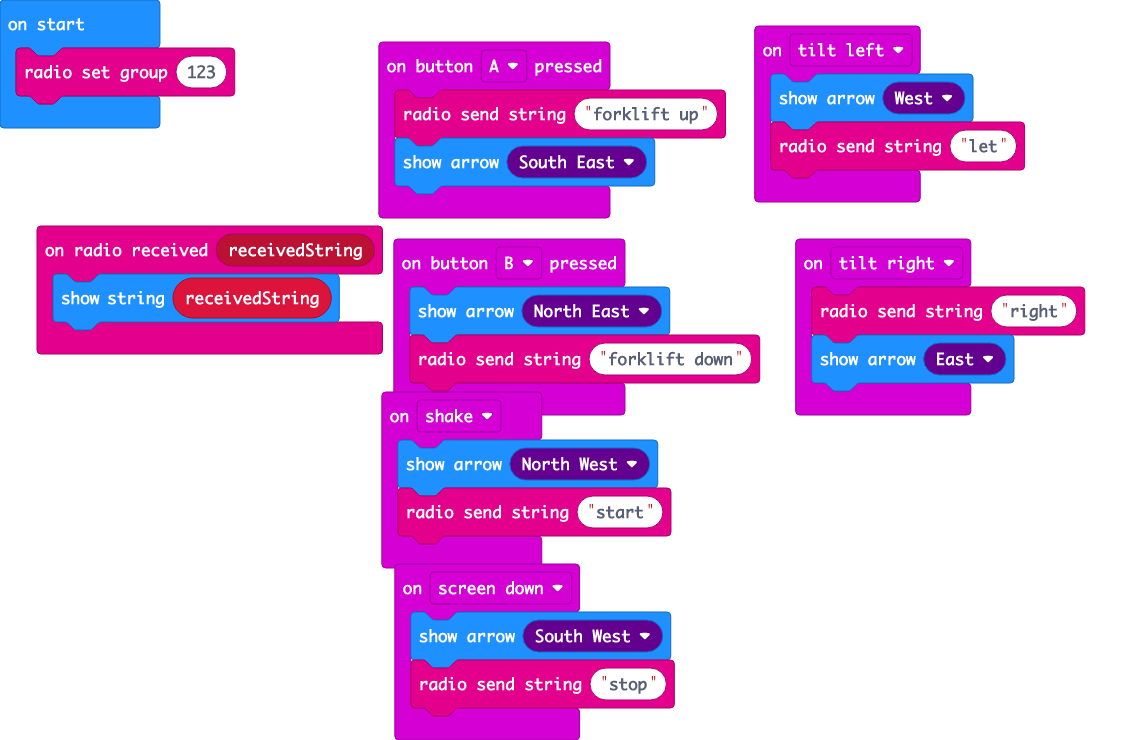 on start
radio set group 123
on radio received receivedString
show string receivedString
on button A pressed
radio send string "forklift up"
show arrow South East
on button B pressed
show arrow North East
radio send string "forklift down"
on shake
show arrow North West
radio send string "start"
on screen down
show arrow South West
radio send string "stop"
on tilt left
show arrow West
radio send string "let"
on tilt right
radio send string "right"
show arrow East